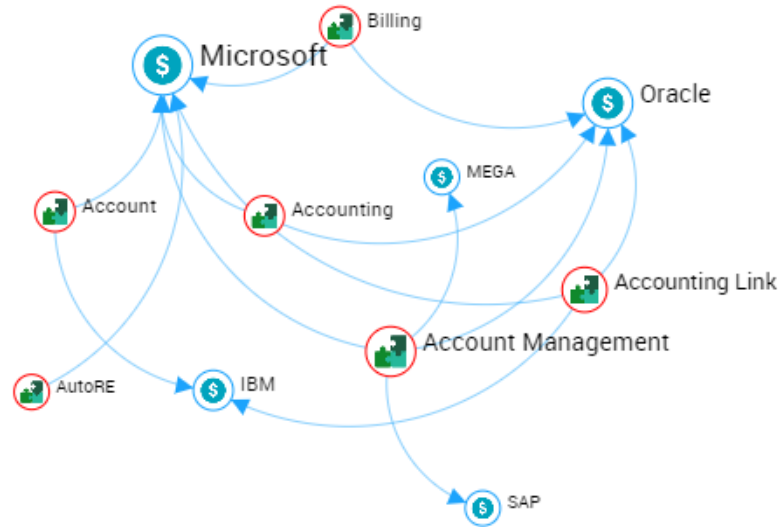 Billing
Microsoft
Oracle
MEGA
Account
Accounting
Accounting Link
Account Management
AutoRE
IBM
SAP